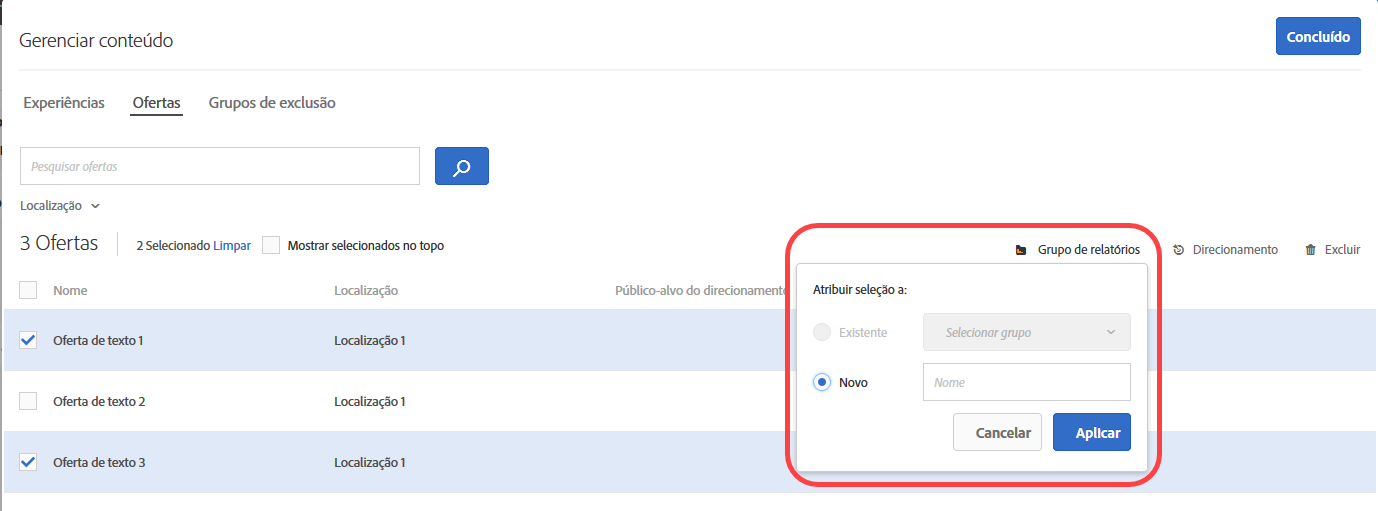 Gerenciar conteúdo
Concluído
Experiências Ofertas Grupos de exclusão
Pesquisar ofertas
Localização
3 Ofertas 2 Selecionado Limpar Mostrar selecionados no topo Grupo de relatórios Direcionamento Excluir
Nome Localização Público-alvo do direcionamento
Oferta de texto 1 Localização 1
Oferta de texto 2 Localização 1
Oferta de texto 3 Localização 1
Atribuir seleção a:
Existente Selecionar grupo
Novo Nome
Cancelar Aplicar